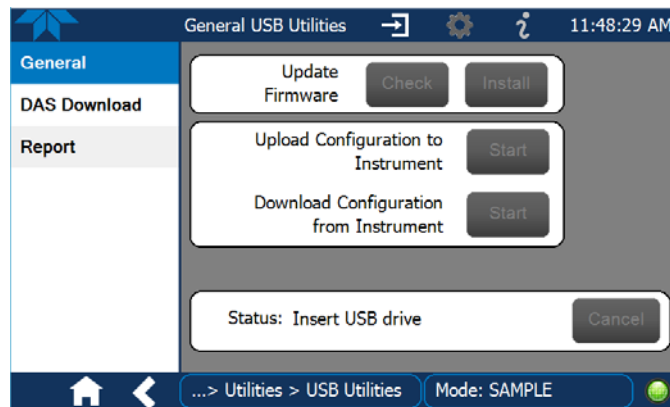 General USB Utilities
11:48:29 AM
General
DAS Download
Report
Update
Firmware
Check
Install
Upload Configuration to
Instrument
Start
Download Configuration
from Instrument
Start
Status: Insert USB drive
Cancel
...> Utilities > USB Utilities
Mode: SAMPLE